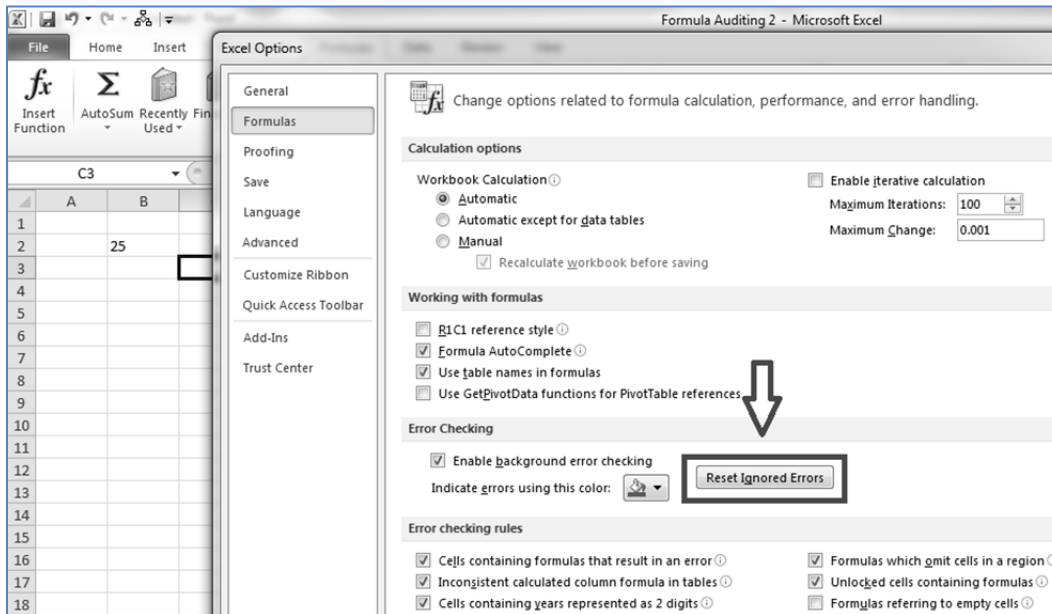 Formula Auditing 2 - Microsoft Excel
File Home Insert
Excel Options
Insert Function
AutoSum
Recently Used
Fin
C3
A B
1
2 25
3
4
5
6
7
8
9
10
11
12
13
14
15
16
17
18
General
Formulas
Proofing
Save
Language
Advanced
Customize Ribbon
Quick Access Toolbar
Add-Ins
Trust Center
Change options related to formula calculation, performance, and error handling.
Calculation options
Workbook Calculation
Automatic
Automatic except for data tables
Manual
Recalculate workbook before saving
Enable iterative calculation
Maximum Iterations: 100
Maximum Change: 0.001
Working with formulas
R1C1 reference style
Formula AutoComplete
Use table names in formulas
Use GetPivotData functions for PivotTable references
Error Checking
Enable background error checking
Indicate errors using this color:
Reset Ignored Errors
Error checking rules
Cells containing formulas that result in an error
Inconsistent calculated column formula in tables
Cells containing years represented as 2 digits
Formulas which omit cells in a region
Unlocked cells containing formulas
Formulas referring to empty cells